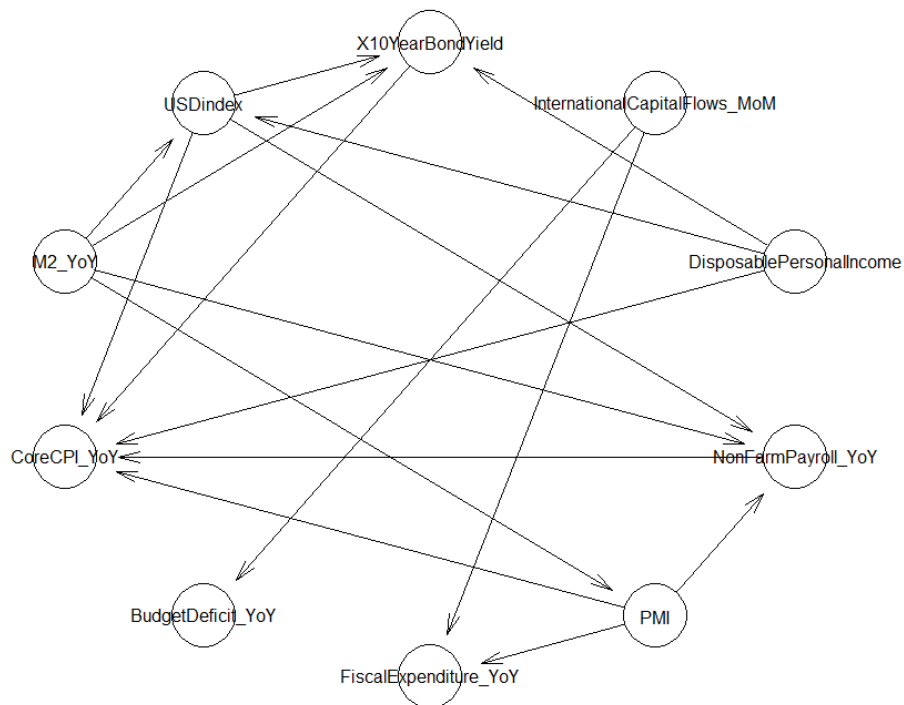 X10YearBondYield
USDindex
InternationalCapitalFlows_MoM
M2_YoY
DisposablePersonalIncome
CoreCPI_YoY
NonFarmPayroll_YoY
BudgetDeficit_YoY
PMI
FiscalExpenditure_YoY